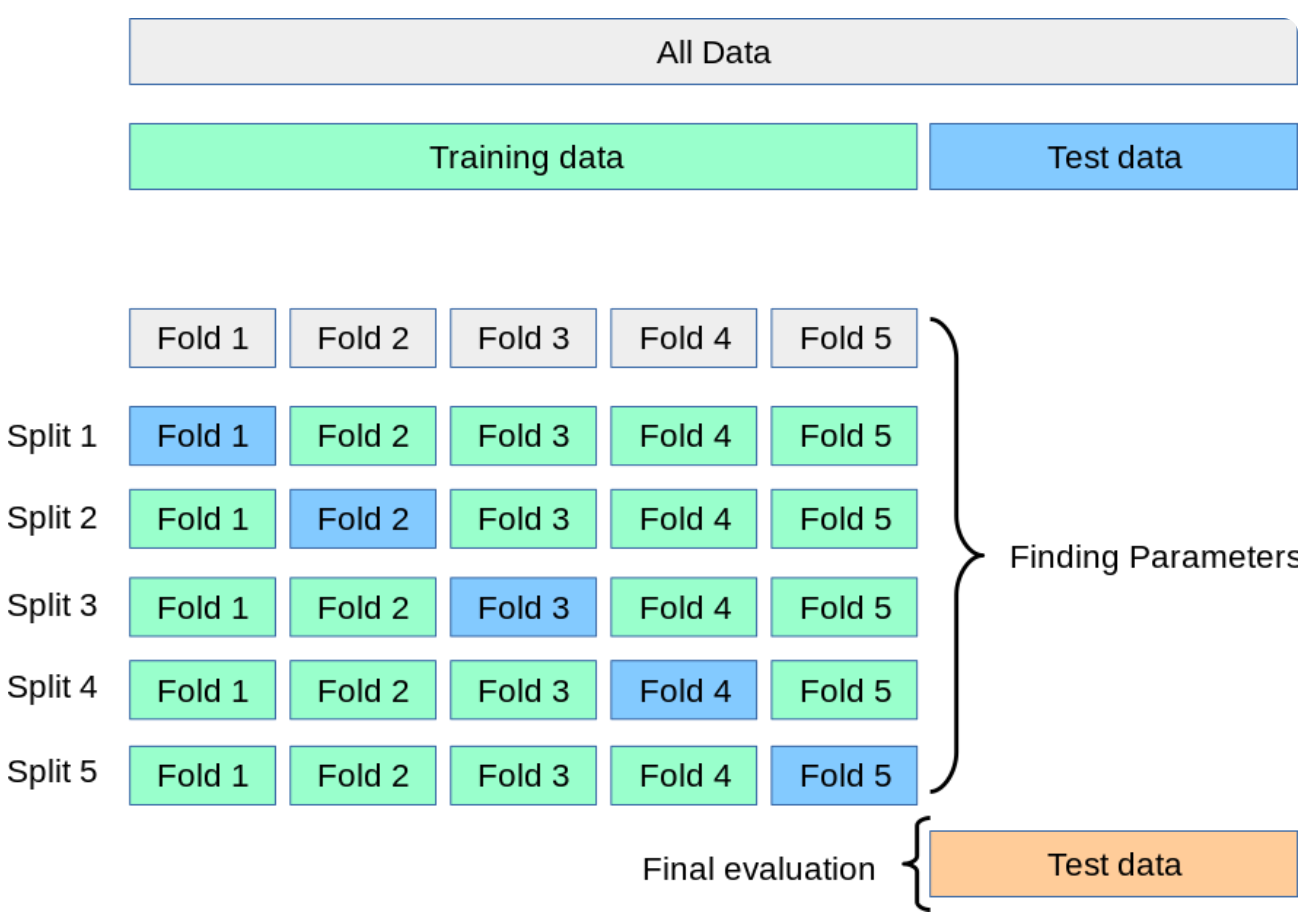 All Data
Training data Test data
Fold 1 Fold 2 Fold 3 Fold 4 Fold 5
Split 1 Fold 1 Fold 2 Fold 3 Fold 4 Fold 5
Split 2 Fold 1 Fold 2 Fold 3 Fold 4 Fold 5
Finding Parameters
Split 3 Fold 1 Fold 2 Fold 3 Fold 4 Fold 5
Split 4 Fold 1 Fold 2 Fold 3 Fold 4 Fold 5
Split 5 Fold 1 Fold 2 Fold 3 Fold 4 Fold 5
Final evaluation Test data